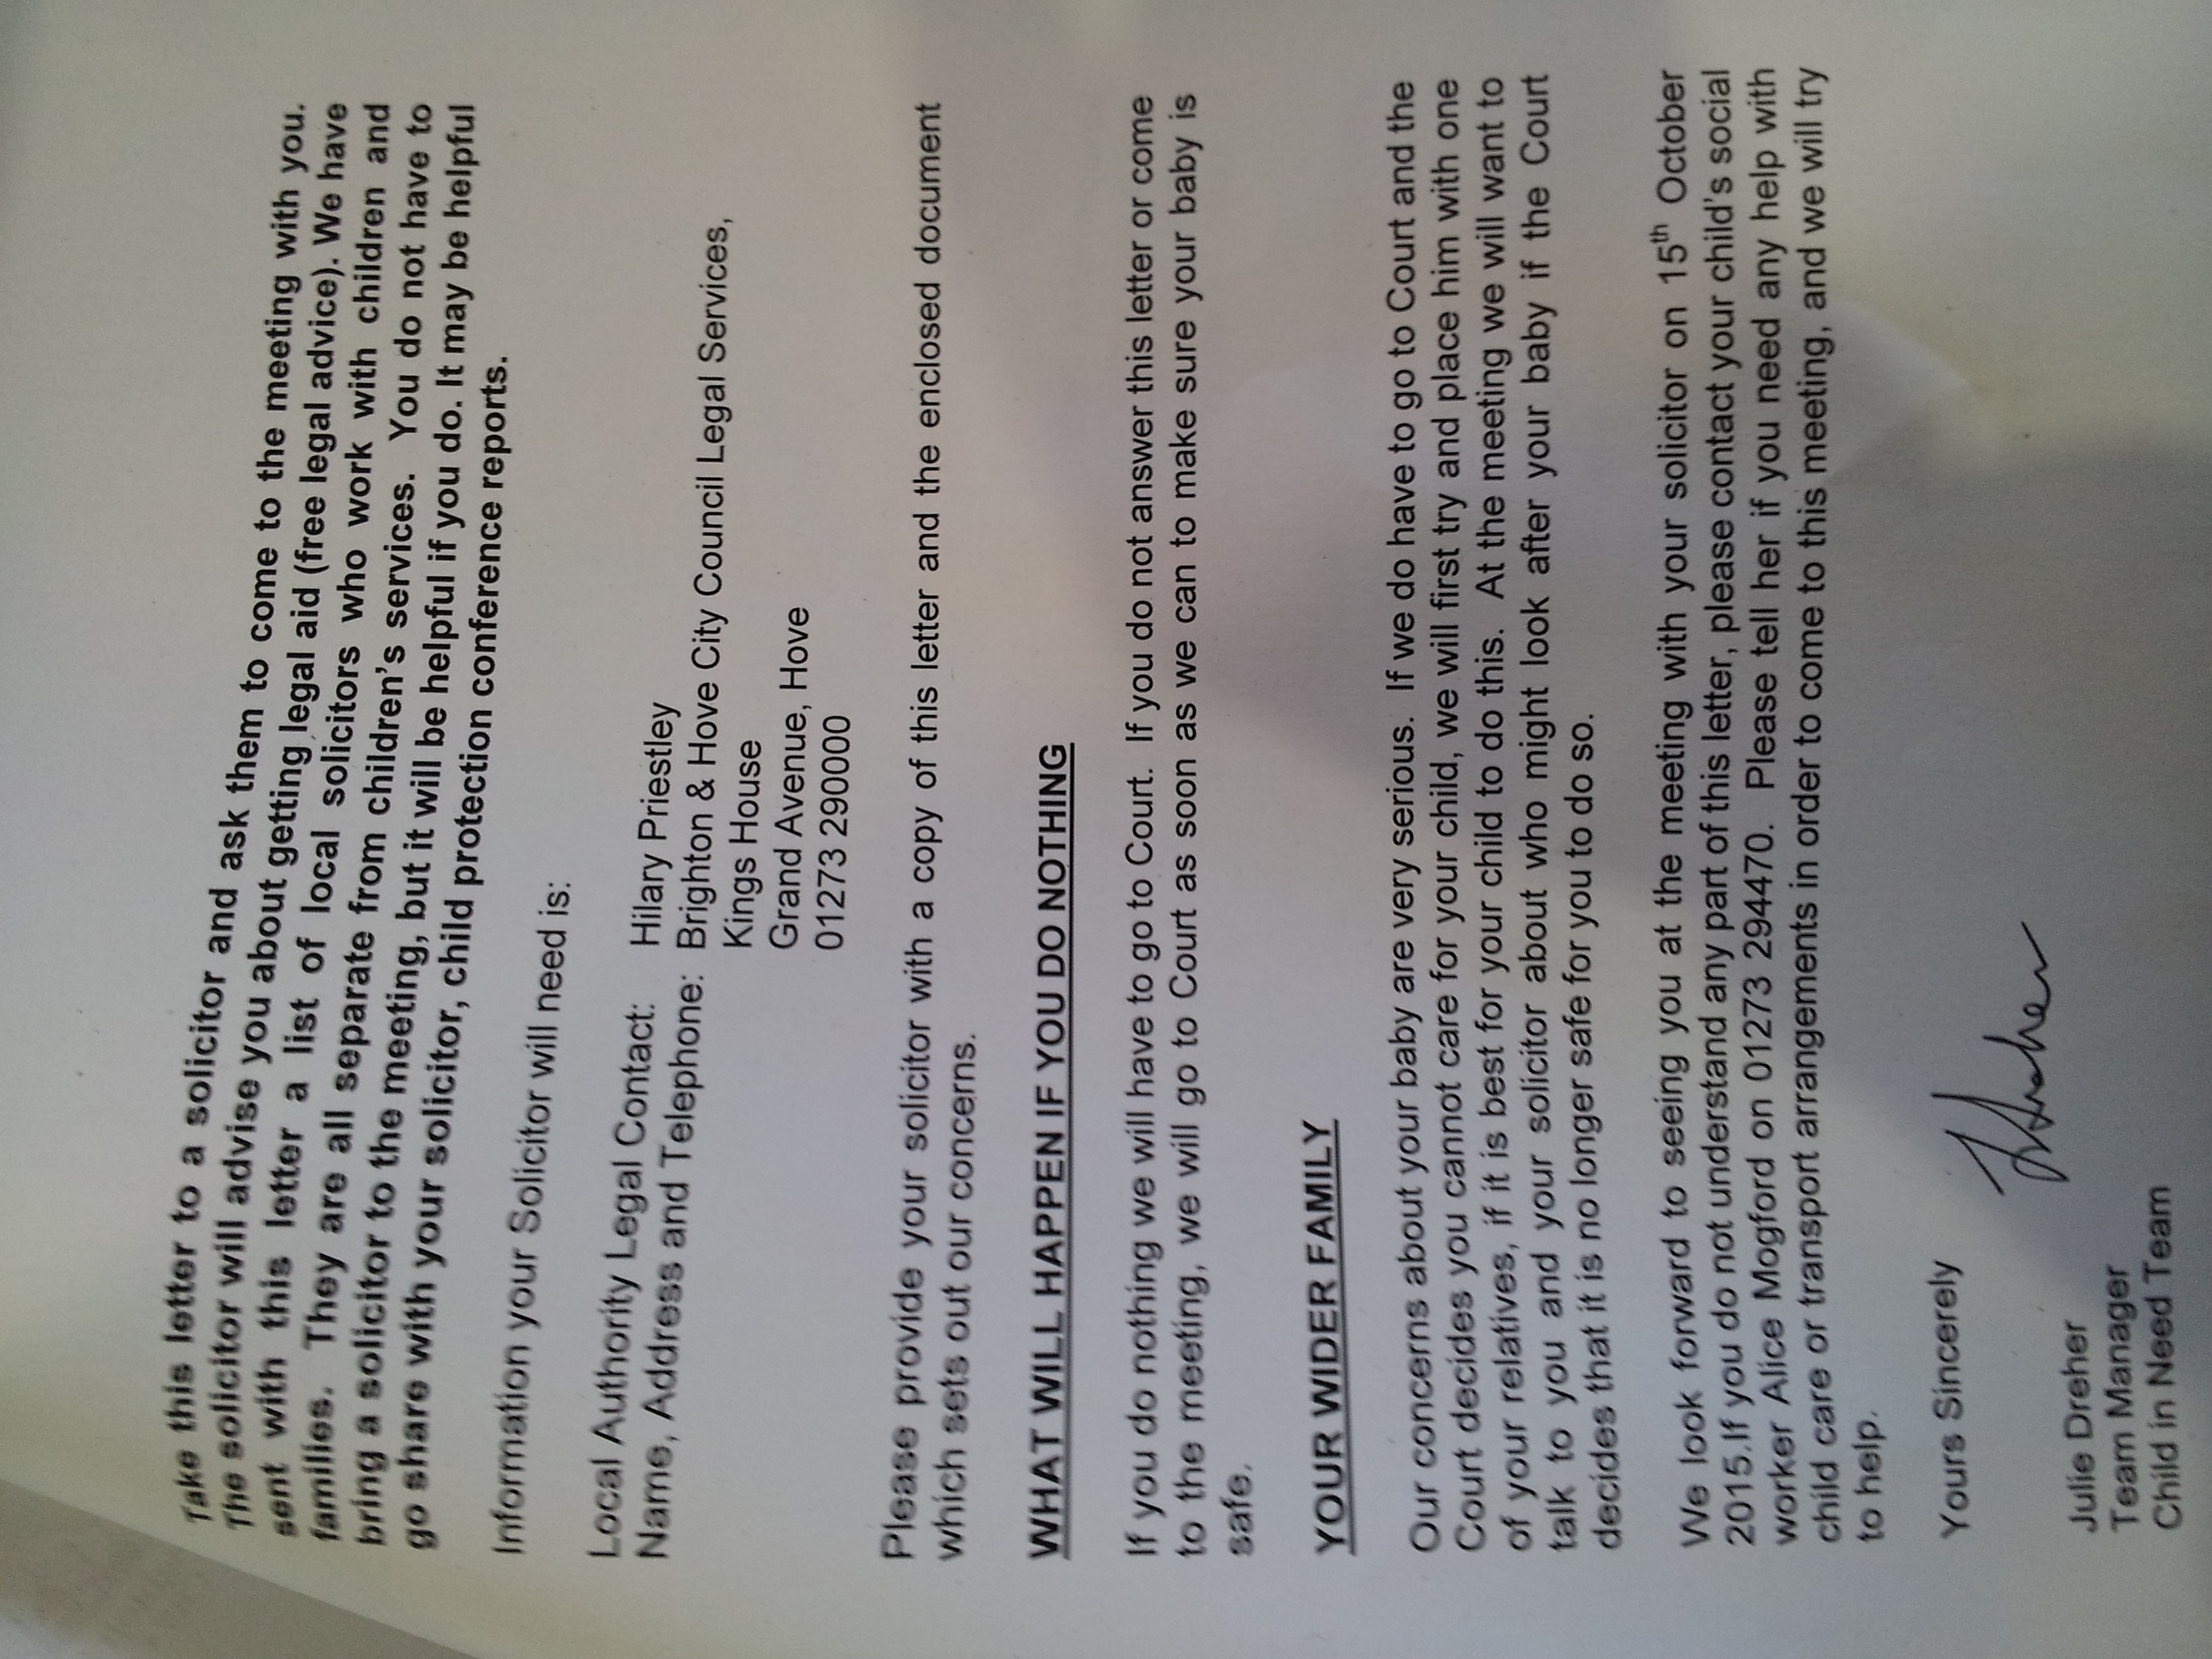 Take this letter to a solicitor and ask them to come to the meeting with you.
The solicitor will advise you about getting legal aid (free legal advice). We have
sent with this letter a list of local solicitors who work with children and
families. They are all separate from children's services. You do not have to
bring a solicitor to the meeting, but it will be helpful if you do. It may be helpful
go share with your solicitor, child protection conference reports.
Information your Solicitor will need is:
Local Authority Legal Contact: Hilary Priestley
Name, Address and Telephone: Brighton & Hove City Council Legal Services,
Kings House
Grand Avenue, Hove
01273 290000
Please provide your solicitor with a copy of this letter and the enclosed document
which sets out our concerns.
WHAT WILL HAPPEN IF YOU DO NOTHING
If you do nothing we will have to go to Court. If you do not answer this letter or come
to the meeting, we will go to Court as soon as we can to make sure your baby is
safe.
YOUR WIDER FAMILY
Our concerns about your baby are very serious. If we do have to go to Court and the
Court decides you cannot care for your child, we will first try and place him with one
of your relatives, if it is best for your child to do this. At the meeting we will want to
talk to you and your solicitor about who might look after your baby if the Court
decides that it is no longer safe for you to do so.
We look forward to seeing you at the meeting with your solicitor on 15th October
2015.If you do not understand any part of this letter, please contact your child's social
worker Alice Mogford on 01273 294470. Please tell her if you need any help with
child care or transport arrangements in order to come to this meeting, and we will try
to help.
Yours Sincerely
JDreher
Julie Dreher
Team Manager
Child in Need Team